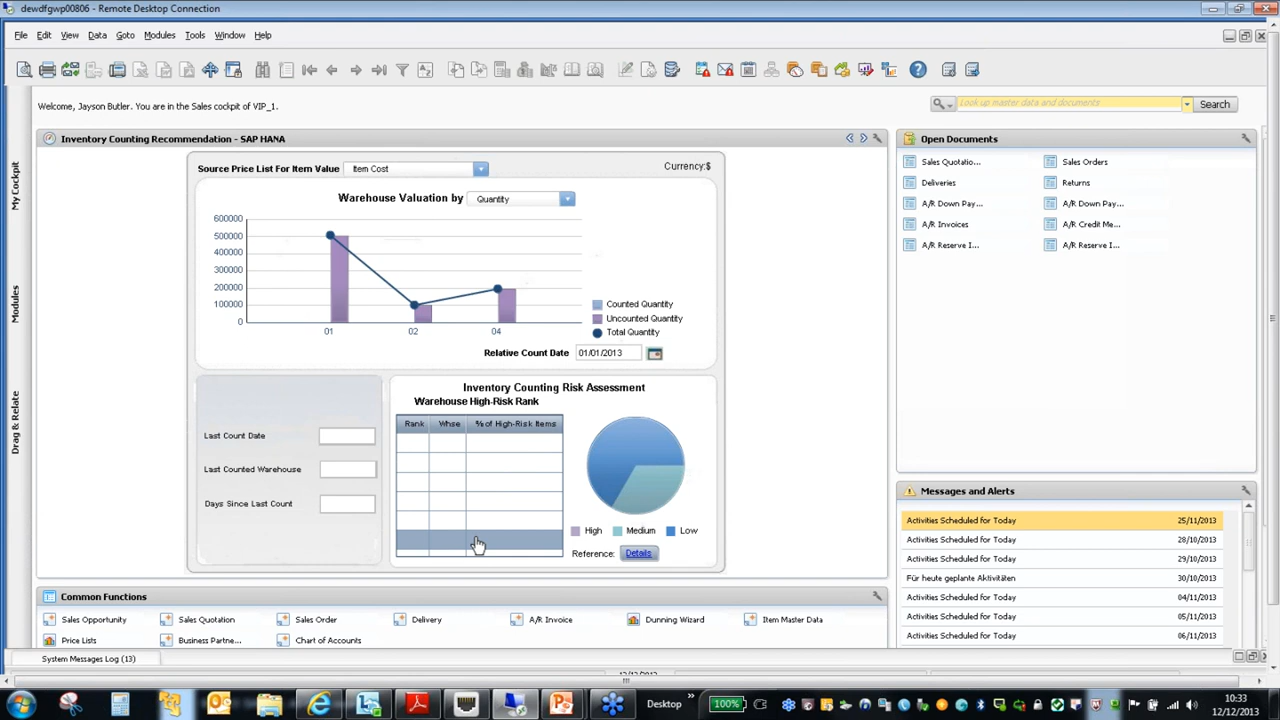 dewdfgwp00806 - Remote Desktop Connection
File Edit View Data Goto Modules Tools Window Help
Welcome, Jayson Butler. You are in the Sales cockpit of VIP_1.
Look up master data and documents
Search
My Cockpit
Modules
Drag & Relate
Inventory Counting Recommendation - SAP HANA
Source Price List For Item Value Item Cost Currency:$
Warehouse Valuation by Quantity
600000
500000
400000
300000
200000
100000
0
01 02 04
Counted Quantity
Uncounted Quantity
Total Quantity
Relative Count Date 01/01/2013
Last Count Date
Last Counted Warehouse
Days Since Last Count
Inventory Counting Risk Assessment
Warehouse High-Risk Rank
Rank Whse % of High-Risk Items
High Medium Low
Reference: Details
Open Documents
Sales Quotatio... Sales Orders
Deliveries Returns
A/R Down Pay... A/R Down Pay...
A/R Invoices A/R Credit Me...
A/R Reserve I... A/R Reserve I...
Messages and Alerts
Activities Scheduled for Today 25/11/2013
Activities Scheduled for Today 28/10/2013
Für heute geplante Aktivitäten 30/10/2013
Activities Scheduled for Today 04/11/2013
Activities Scheduled for Today 05/11/2013
Activities Scheduled for Today 06/11/2013
Common Functions
Sales Opportunity Sales Quotation Sales Order Delivery A/R Invoice Dunning Wizard Item Master Data
Price Lists Business Partne... Chart of Accounts
System Messages Log (13)
Desktop » 100% 10:33
12/12/2013